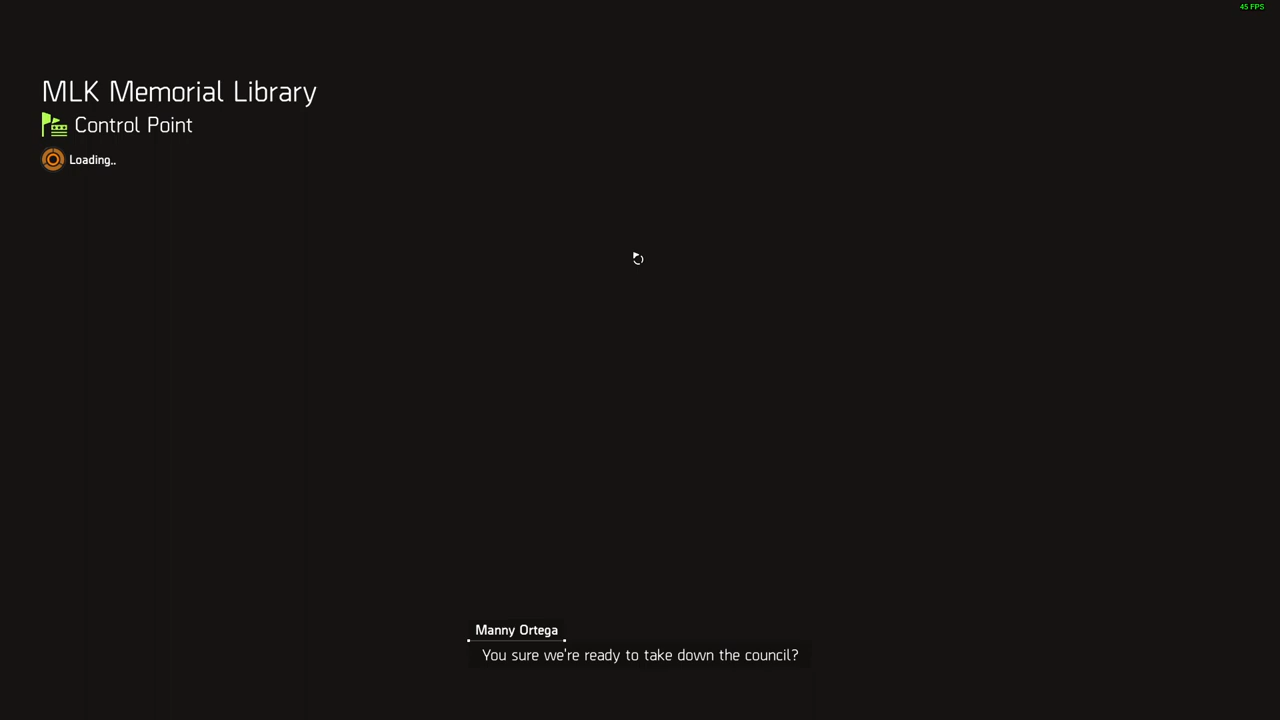 45 FPS
MLK Memorial Library
Control Point
Loading..
Manny Ortega
You sure we're ready to take down the council?